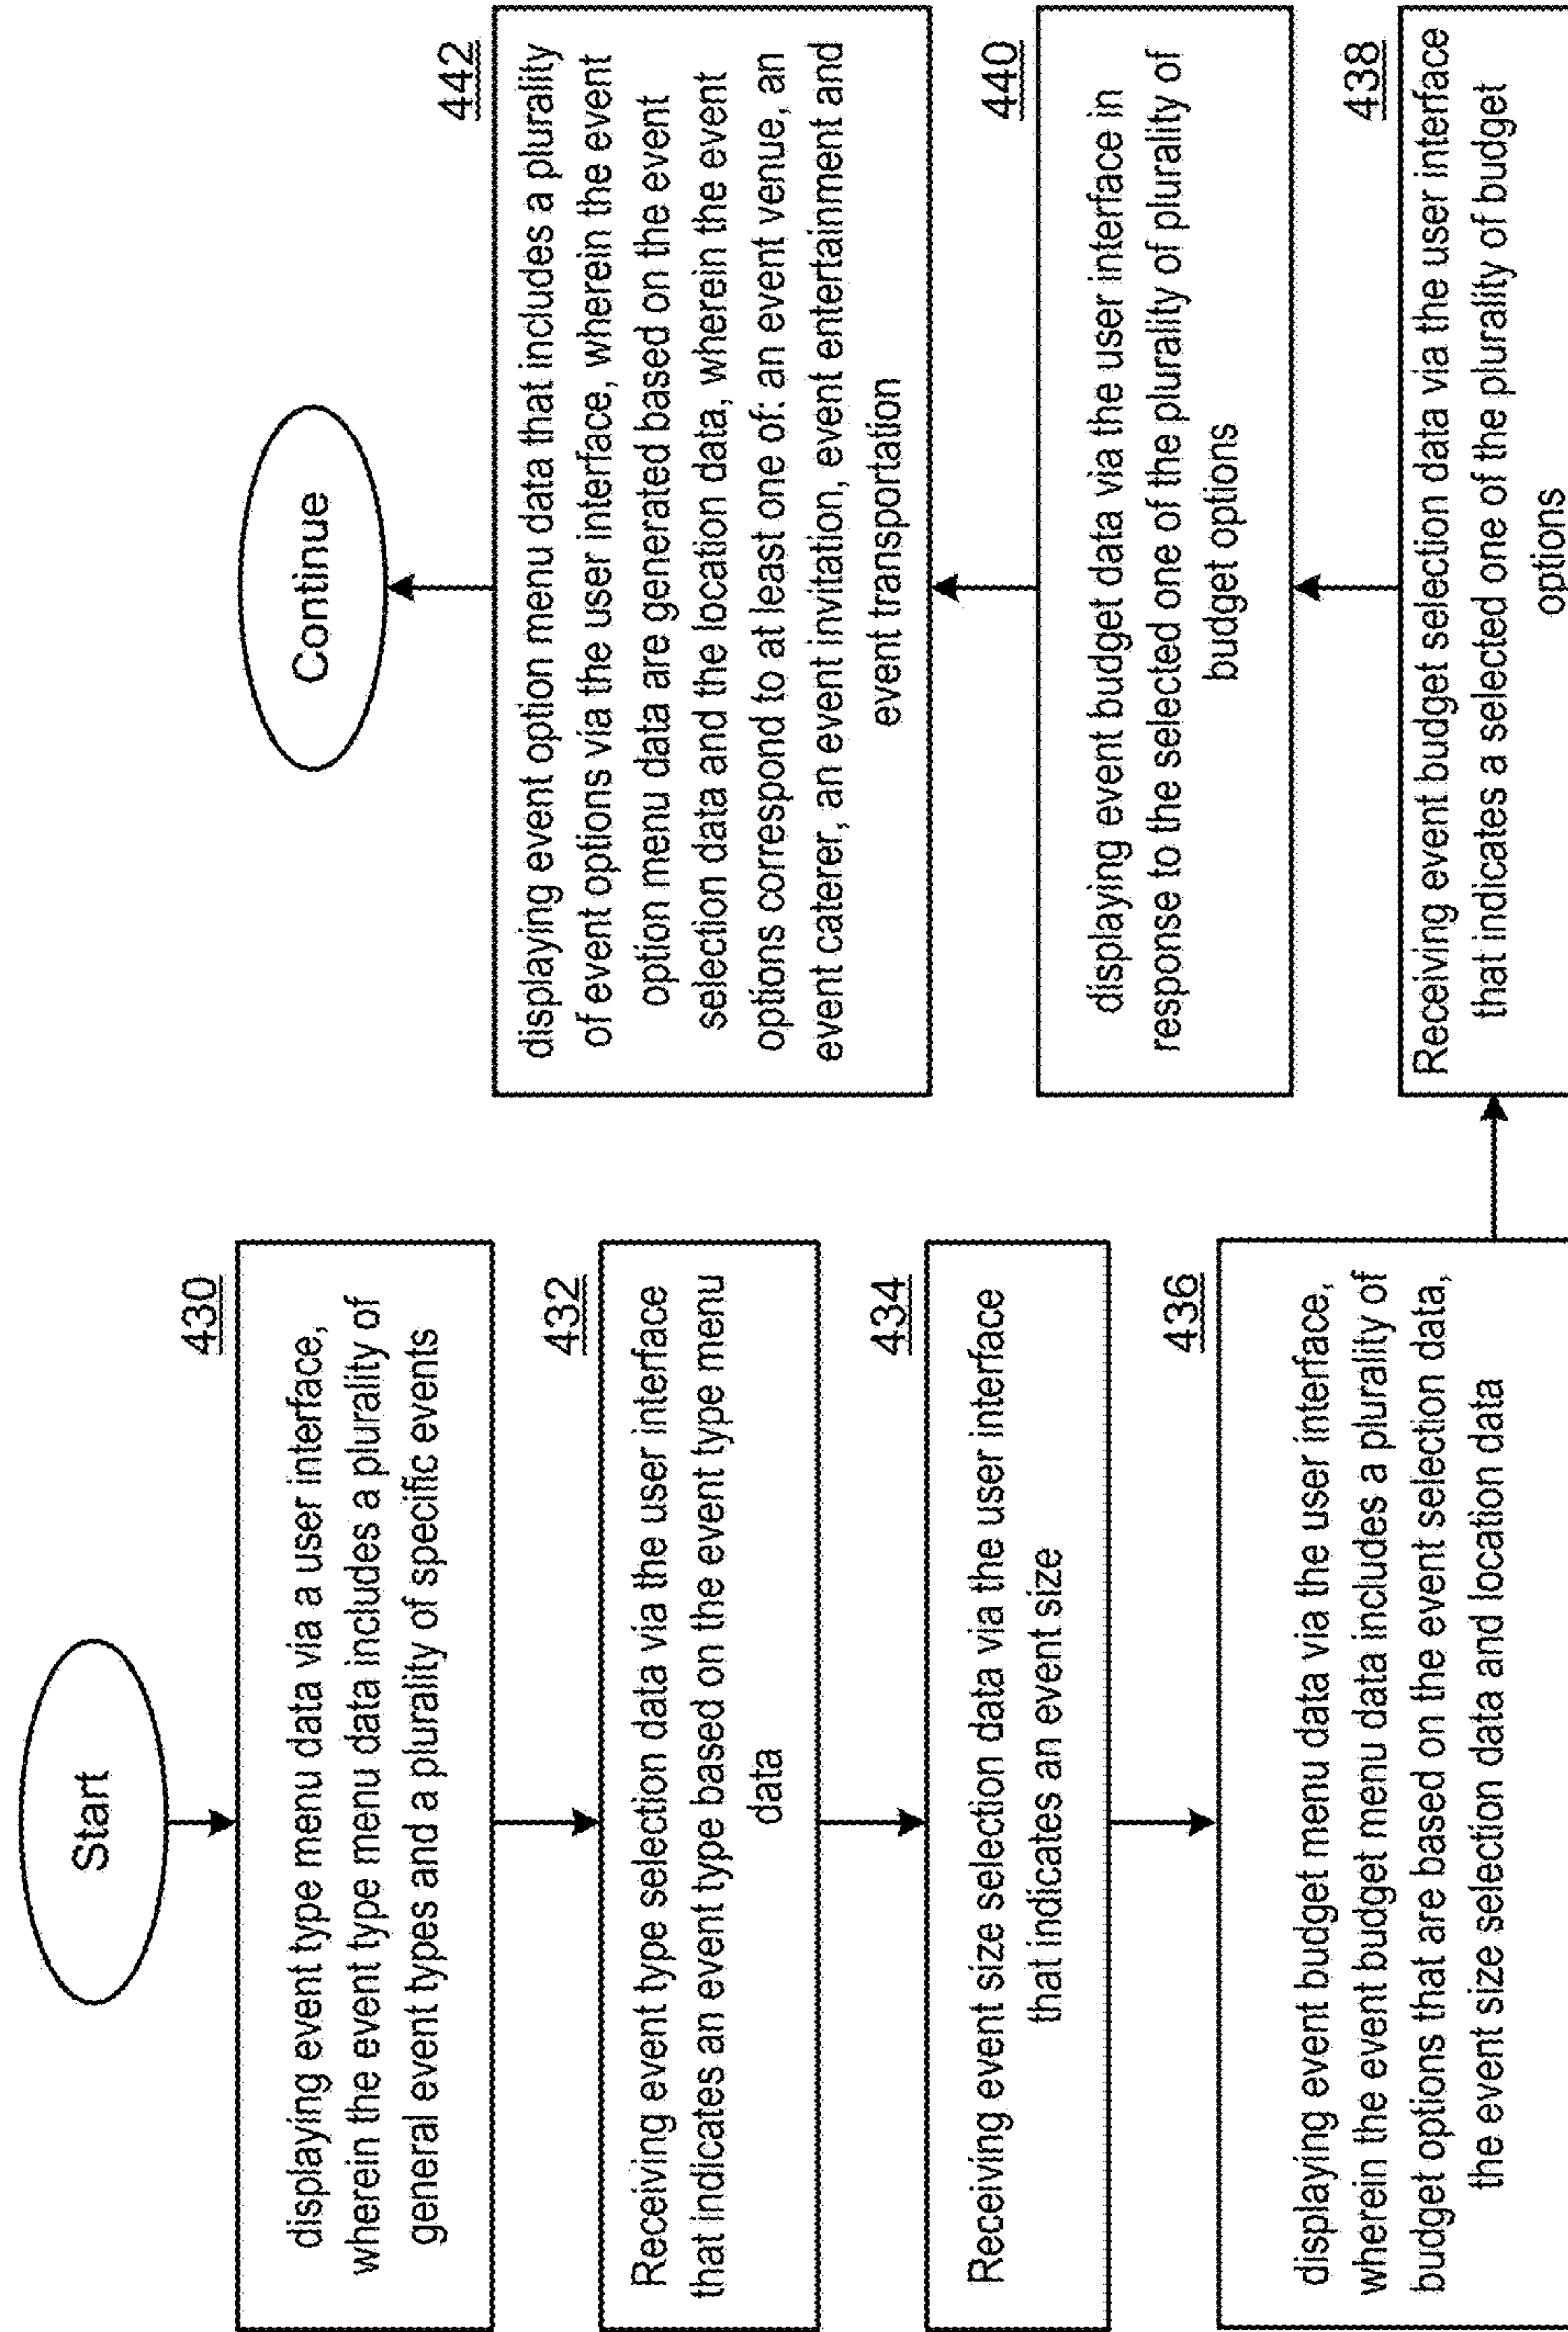 Start
430
displaying event type menu data via a user interface,
wherein the event type menu data includes a plurality of
general event types and a plurality of specific events
432
Receiving event type selection data via the user interface
that indicates an event type based on the event type menu
data
434
Receiving event size selection data via the user interface
that indicates an event size
436
displaying event budget menu data via the user interface,
wherein the event budget menu data includes a plurality of
budget options that are based on the event selection data,
the event size selection data and location data
438
Receiving event budget selection data via the user interface
that indicates a selected one of the plurality of budget
options
440
displaying event budget data via the user interface in
response to the selected one of the plurality of plurality of
budget options
442
displaying event option menu data that includes a plurality
of event options via the user interface, wherein the event
option menu data are generated based on the event
selection data and the location data, wherein the event
options correspond to at least one of: an event venue, an
event caterer, an event invitation, event entertainment and
event transportation
Continue